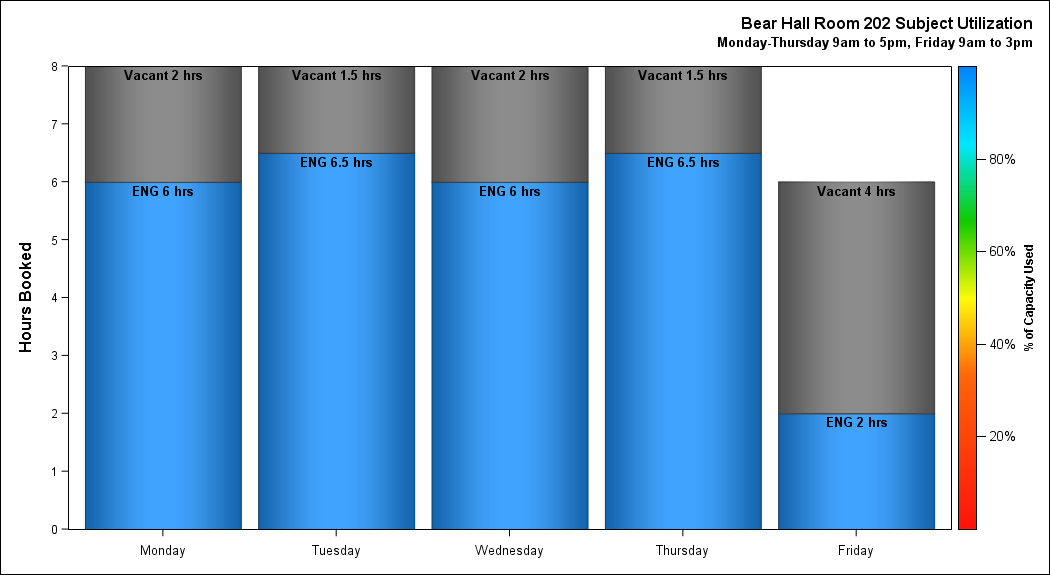 Bear Hall Room 202 Subject Utilization
Monday-Thursday 9am to 5pm, Friday 9am to 3pm
Hours Booked
8
7
6
5
4
3
2
1
0
Vacant 2 hrs
ENG 6 hrs
Vacant 1.5 hrs
ENG 6.5 hrs
Vacant 2 hrs
ENG 6 hrs
Vacant 1.5 hrs
ENG 6.5 hrs
Vacant 4 hrs
ENG 2 hrs
Monday
Tuesday
Wednesday
Thursday
Friday
80%
60%
40%
20%
% of Capacity Used